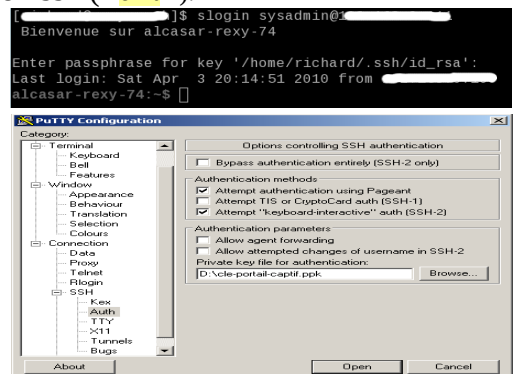 ]$ slogin sysadmin@1
Bienvenue sur alcasar-rexy-74
Enter passphrase for key '/home/richard/.ssh/id_rsa':
Last login: Sat Apr  3 20:14:51 2010 from
alcasar-rexy-74:~$
PuTTY Configuration
Category:
Terminal
Keyboard
Bell
Features
Window
Appearance
Behaviour
Translation
Selection
Colours
Connection
Data
Proxy
Telnet
Rlogin
SSH
Kex
Auth
TTY
X11
Tunnels
Bugs
Options controlling SSH authentication
Bypass authentication entirely (SSH-2 only)
Authentication methods
Attempt authentication using Pageant
Attempt TIS or CryptoCard auth (SSH-1)
Attempt "keyboard-interactive" auth (SSH-2)
Authentication parameters
Allow agent forwarding
Allow attempted changes of username in SSH-2
Private key file for authentication:
D:\cle-portail-captif.ppk
Browse...
About
Open
Cancel